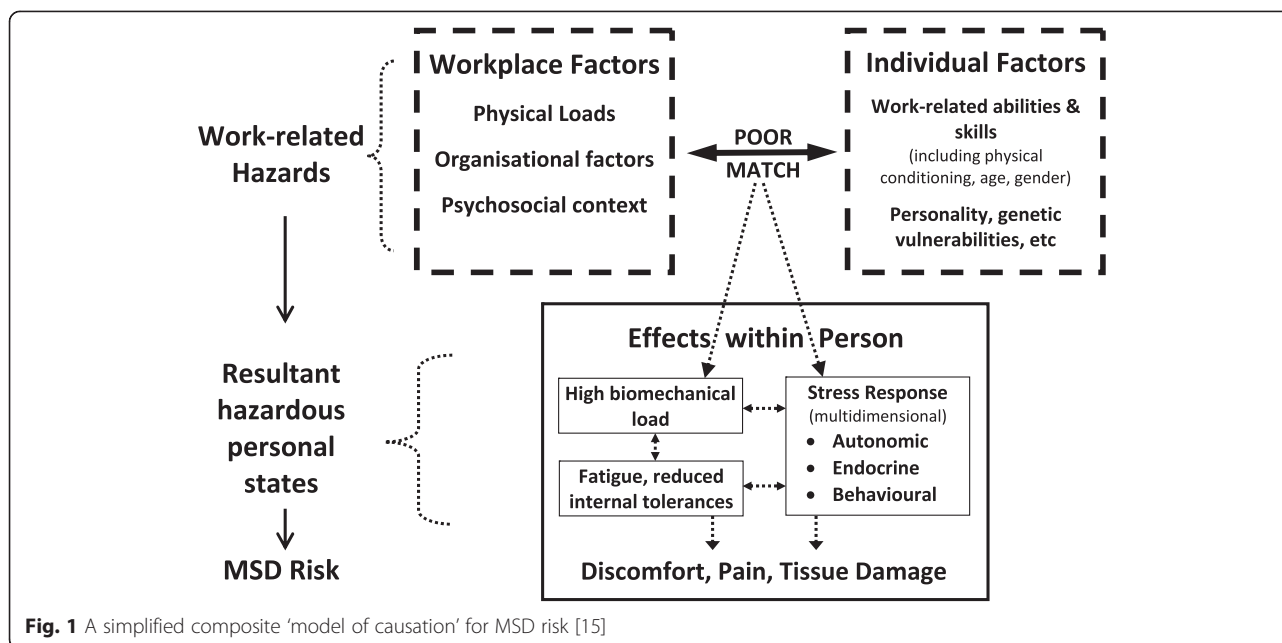 Work-related
Hazards
Resultant
hazardous
personal
states
MSD Risk
Workplace Factors
Physical Loads
Organisational factors
Psychosocial context
POOR
MATCH
Individual Factors
Work-related abilities &
skills
(including physical
conditioning, age, gender)
Personality, genetic
vulnerabilities, etc
Effects within Person
High biomechanical
load
Fatigue, reduced
internal tolerances
Stress Response
(multidimensional)
• Autonomic
• Endocrine
• Behavioural
Discomfort, Pain, Tissue Damage
Fig. 1 A simplified composite ‘model of causation’ for MSD risk [15]